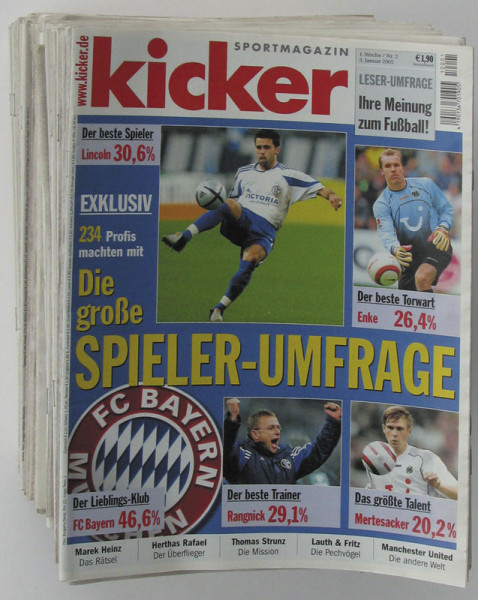 www.kicker.de
SPORTMAGAZIN
kicker
1. Woche / Nr. 2
3. Januar 2005
€ 1,90
LESER-UMFRAGE
Ihre Meinung
zum Fußball!
Der beste Spieler
Lincoln 30,6%
VICTORIA
EXKLUSIV
234 Profis
machten mit
Die
große
SPIELER-UMFRAGE
Der beste Torwart
Enke 26,4%
FC BAYERN
Der Lieblings-Klub
FC Bayern 46,6%
Der beste Trainer
Rangnick 29,1%
Das größte Talent
Mertesacker 20,2%
Marek Heinz
Das Rätsel
Herthas Rafael
Der Überflieger
Thomas Strunz
Die Mission
Lauth & Fritz
Die Pechvögel
Manchester United
Die andere Welt